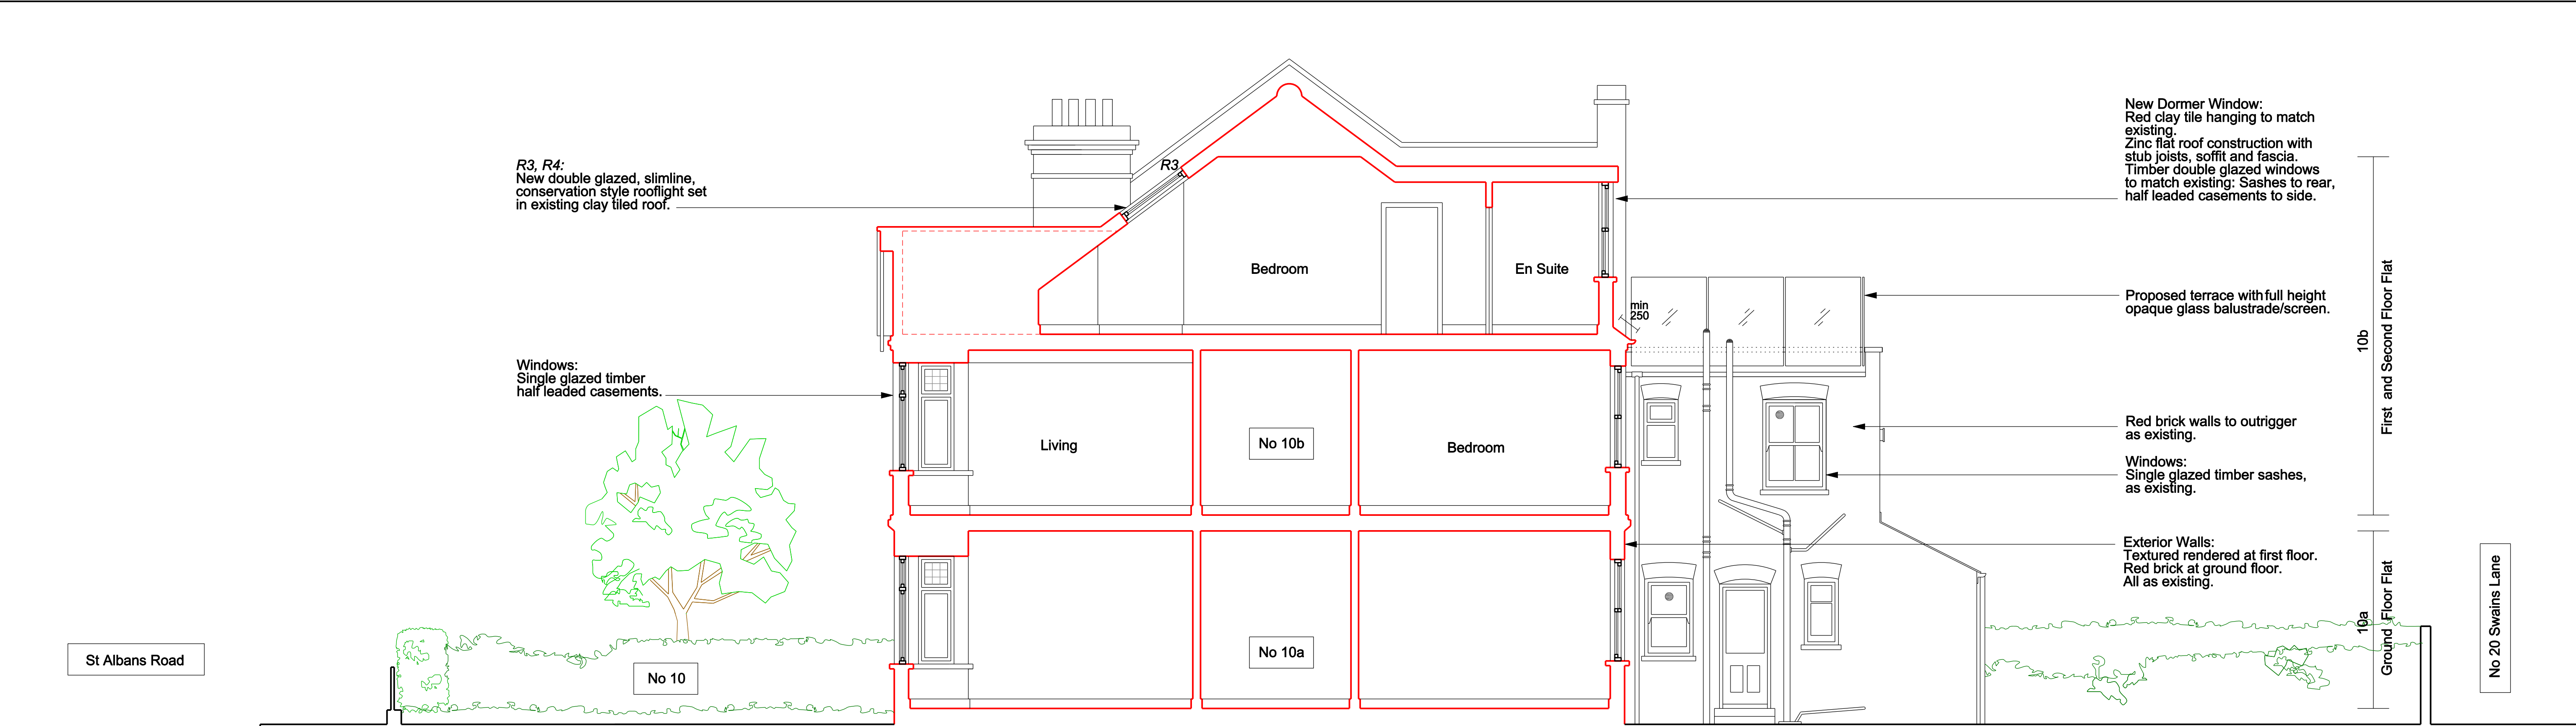 R3, R4:
New double glazed, slimline,
conservation style rooflight set
in existing clay tiled roof.
R3
Windows:
Single glazed timber
half leaded casements.
Bedroom
En Suite
min
250
Living
No 10b
Bedroom
No 10a
No 10
St Albans Road
New Dormer Window:
Red clay tile hanging to match
existing.
Zinc flat roof construction with
stub joists, soffit and fascia.
Timber double glazed windows
to match existing: Sashes to rear,
half leaded casements to side.
Proposed terrace with full height
opaque glass balustrade/screen.
Red brick walls to outrigger
as existing.
Windows:
Single glazed timber sashes,
as existing.
Exterior Walls:
Textured rendered at first floor.
Red brick at ground floor.
All as existing.
10b
First and Second Floor Flat
10a
Ground Floor Flat
No 20 Swains Lane